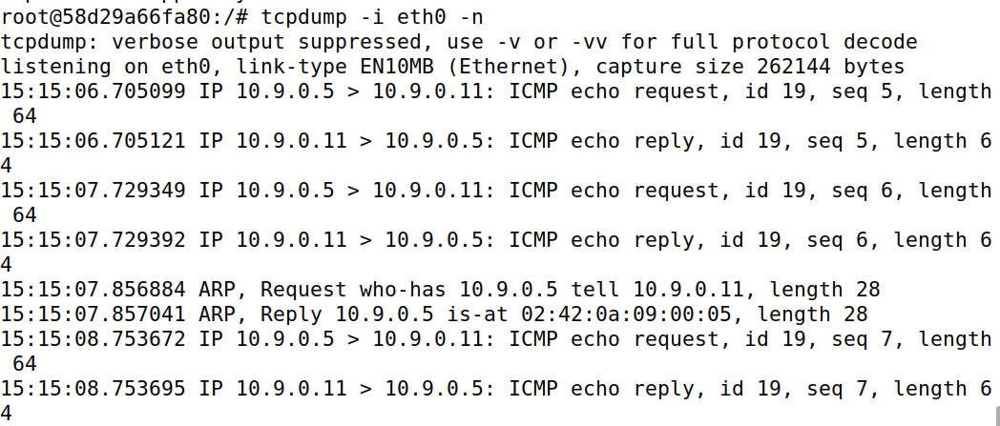 root@58d29a66fa80:/# tcpdump -i eth0 -n
tcpdump: verbose output suppressed, use -v or -vv for full protocol decode
listening on eth0, link-type EN10MB (Ethernet), capture size 262144 bytes
15:15:06.705099 IP 10.9.0.5 > 10.9.0.11: ICMP echo request, id 19, seq 5, length
 64
15:15:06.705121 IP 10.9.0.11 > 10.9.0.5: ICMP echo reply, id 19, seq 5, length 6
4
15:15:07.729349 IP 10.9.0.5 > 10.9.0.11: ICMP echo request, id 19, seq 6, length
 64
15:15:07.729392 IP 10.9.0.11 > 10.9.0.5: ICMP echo reply, id 19, seq 6, length 6
4
15:15:07.856884 ARP, Request who-has 10.9.0.5 tell 10.9.0.11, length 28
15:15:07.857041 ARP, Reply 10.9.0.5 is-at 02:42:0a:09:00:05, length 28
15:15:08.753672 IP 10.9.0.5 > 10.9.0.11: ICMP echo request, id 19, seq 7, length
 64
15:15:08.753695 IP 10.9.0.11 > 10.9.0.5: ICMP echo reply, id 19, seq 7, length 6
4